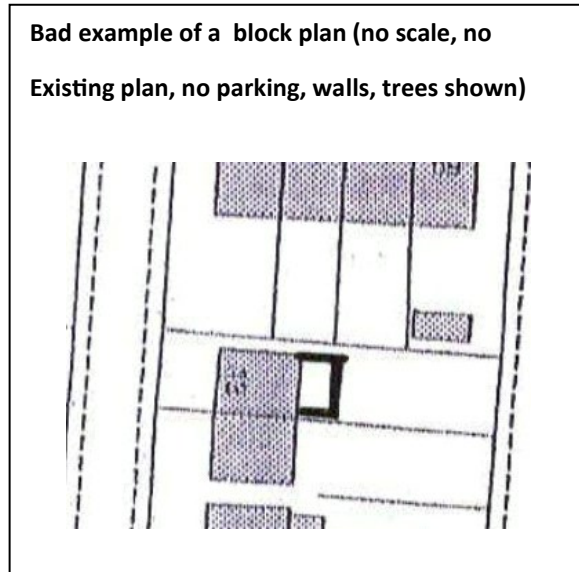 Bad example of a  block plan (no scale, no
Existing plan, no parking, walls, trees shown)